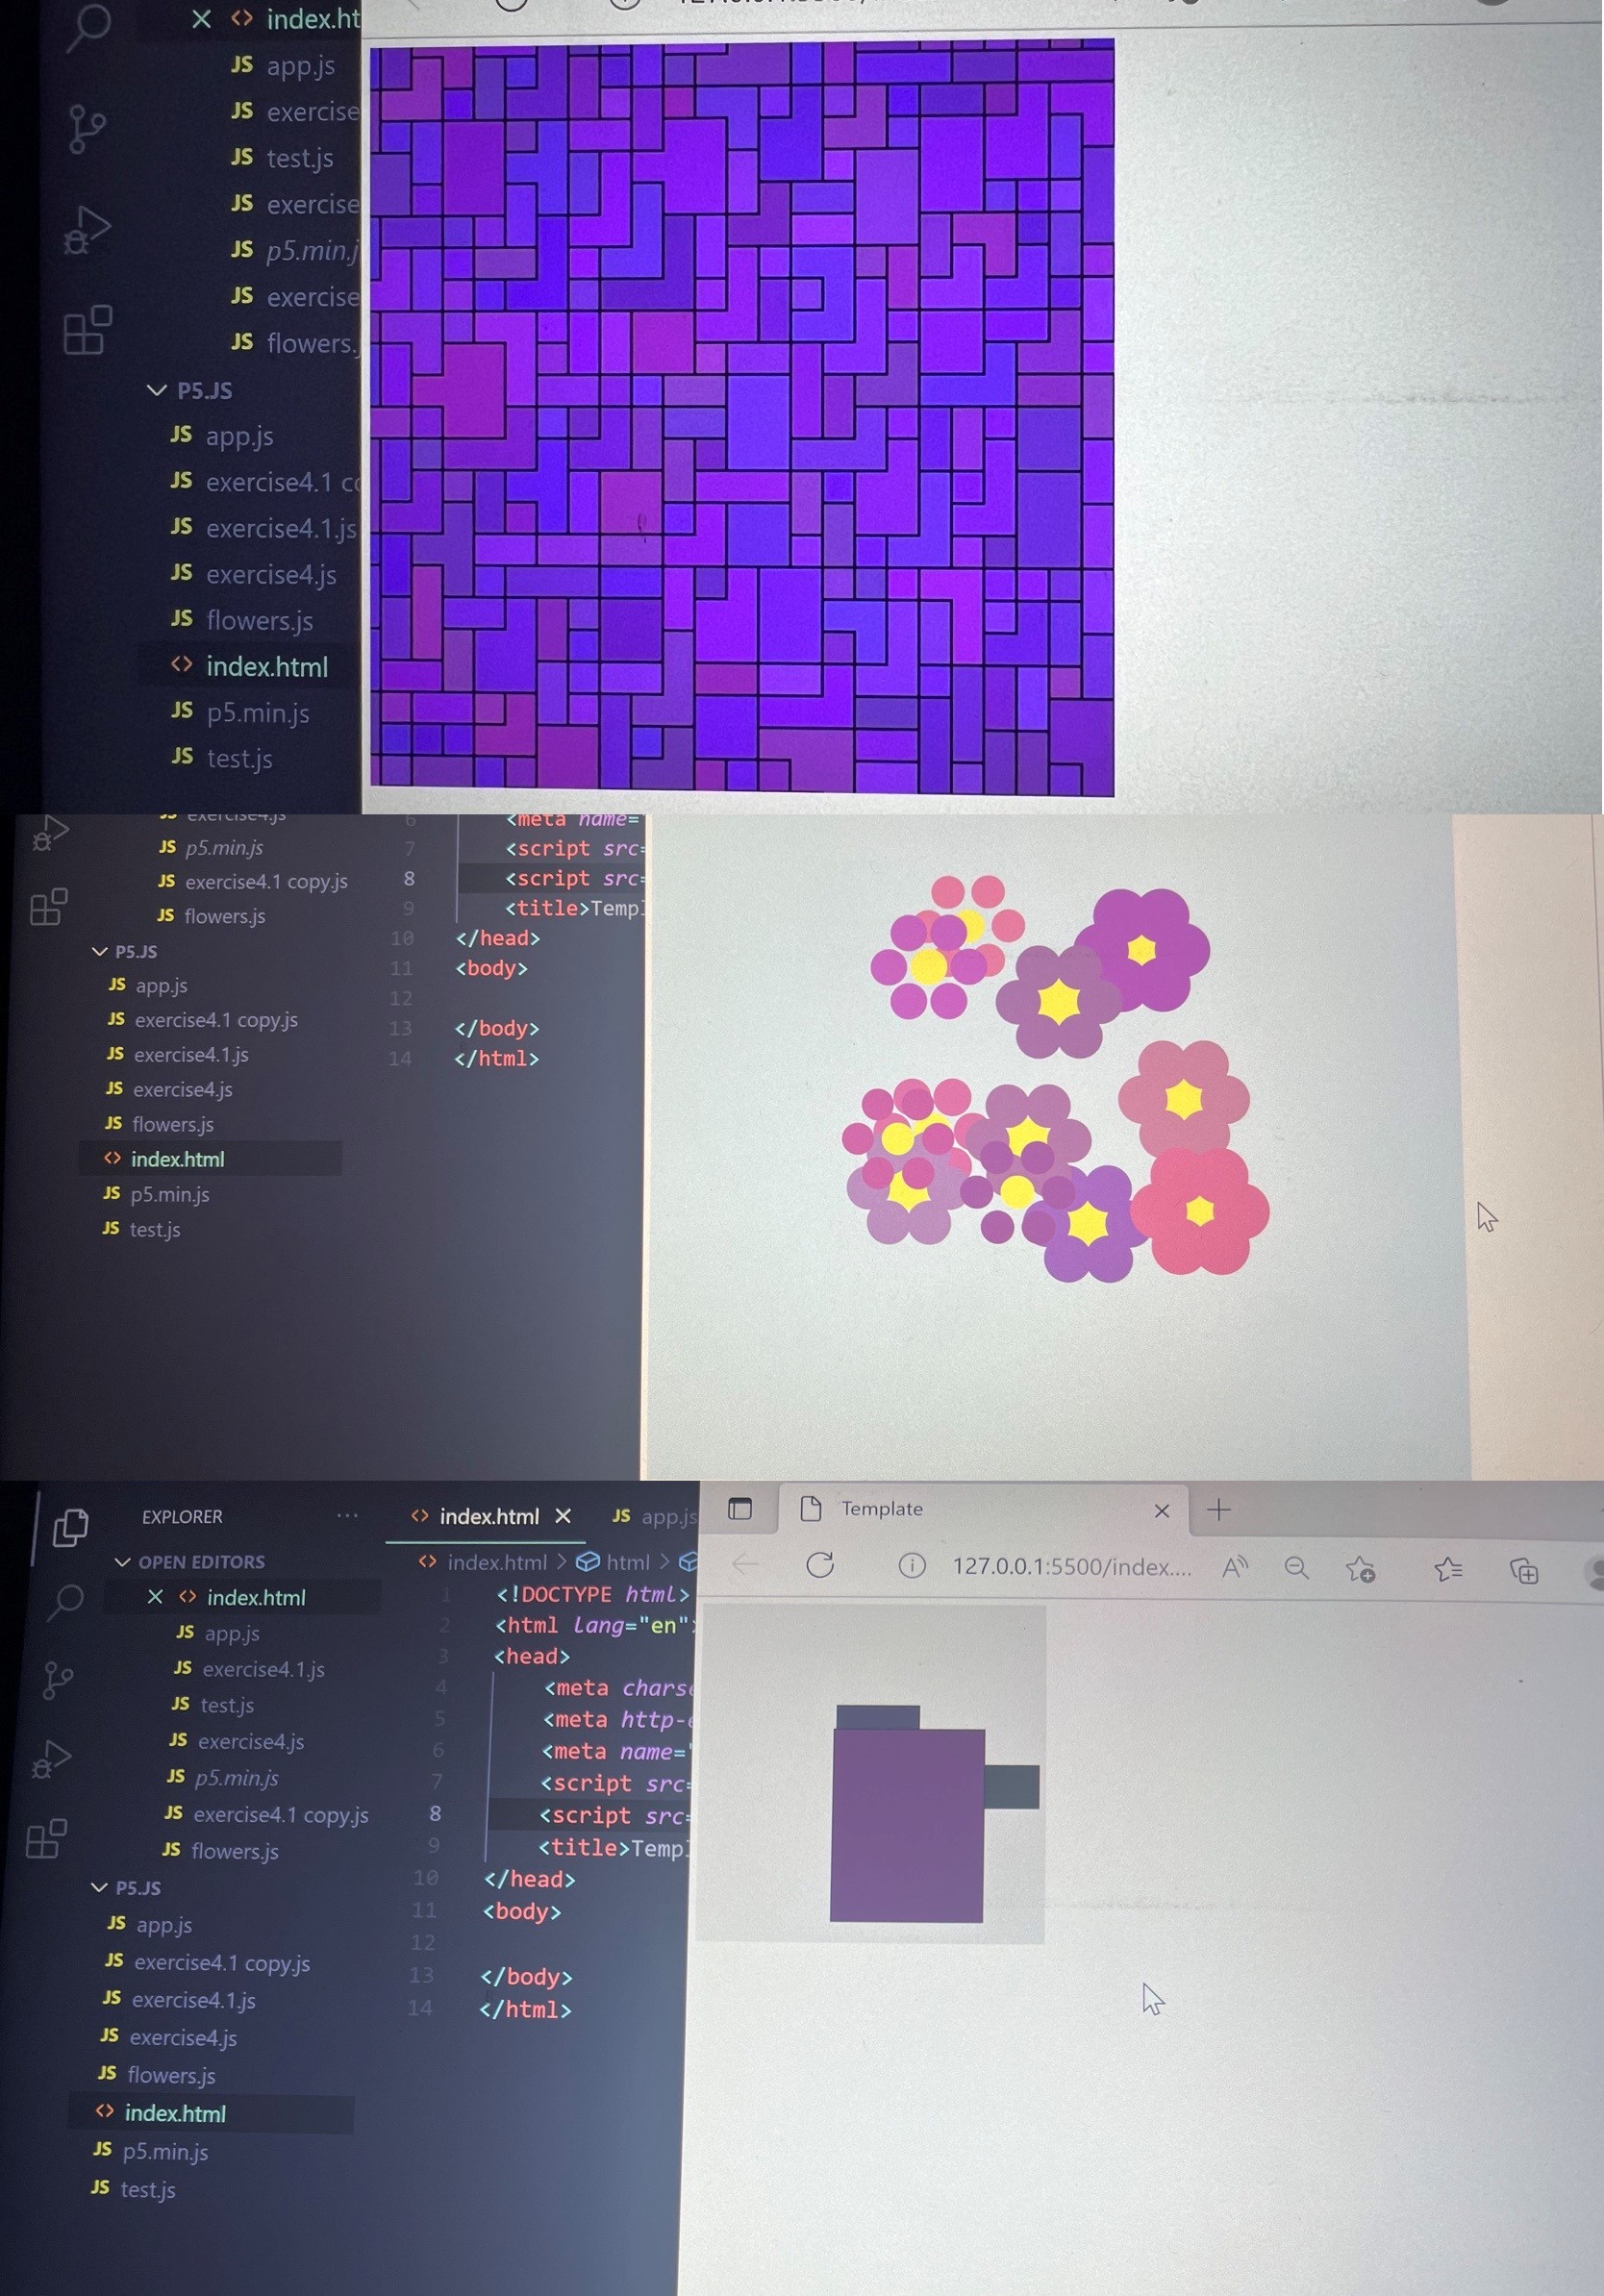 index.ht
JS app.js
JS exercise
JS test.js
JS exercise
JS p5.min.j
JS exercise
JS flowers.
P5.JS
JS app.js
JS exercise4.1 co
JS exercise4.1.js
JS exercise4.js
JS flowers.js
<> index.html
JS p5.min.js
JS test.js
JS exercise4.js
JS p5.min.js
JS exercise4.1 copy.js
JS flowers.js
P5.JS
JS app.js
JS exercise4.1 copy.js
JS exercise4.1.js
JS exercise4.js
JS flowers.js
<> index.html
JS p5.min.js
JS test.js
6 <meta name=
7 <script src=
8 <script src=
9 <title>Templ
10 </head>
11 <body>
12
13 </body>
14 </html>
EXPLORER ...
OPEN EDITORS
<> index.html
JS app.js
JS exercise4.1.js
JS test.js
JS exercise4.js
JS p5.min.js
JS exercise4.1 copy.js
JS flowers.js
P5.JS
JS app.js
JS exercise4.1 copy.js
JS exercise4.1.js
JS exercise4.js
JS flowers.js
<> index.html
JS p5.min.js
JS test.js
<> index.html JS app.js
<> index.html > html >
1 <!DOCTYPE html>
2 <html lang="en">
3 <head>
4 <meta charse
5 <meta http-e
6 <meta name="
7 <script src=
8 <script src=
9 <title>Temp
10 </head>
11 <body>
12
13 </body>
14 </html>
Template
127.0.0.1:5500/index....